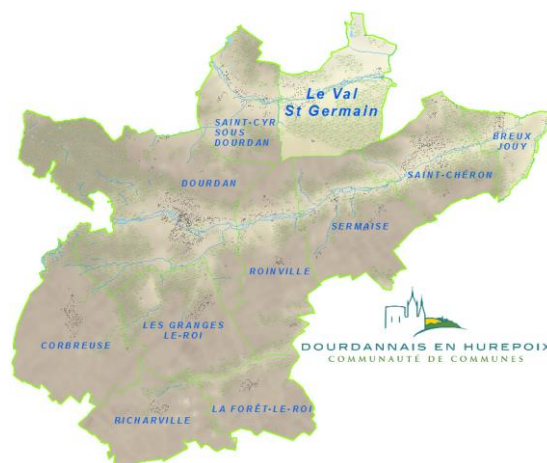 Le Val
St Germain
SAINT-CYR
SOUS
DOURDAN
BREUX
JOUY
SAINT-CHÉRON
DOURDAN
SERMAISE
ROINVILLE
LES GRANGES
LE-ROI
CORBREUSE
DOURDANNAIS EN HUREPOIX
COMMUNAUTÉ DE COMMUNES
LA FORÊT-LE-ROI
RICHARVILLE